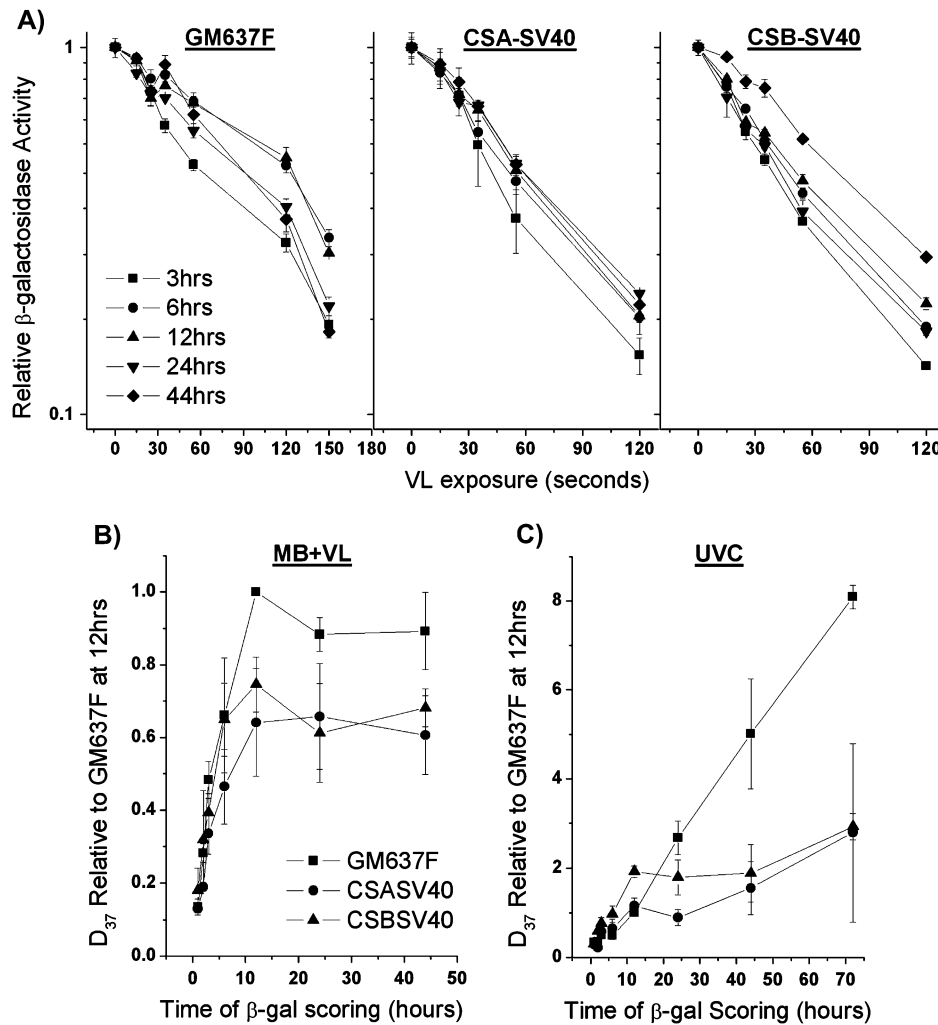 A)
GM637F
CSA-SV40
CSB-SV40
Relative β-galactosidase Activity
1
0.1
3hrs
6hrs
12hrs
24hrs
44hrs
0 30 60 90 120 150 180
0 30 60 90 120
0 30 60 90 120
VL exposure (seconds)
B)
MB+VL
D37 Relative to GM637F at 12hrs
1.0
0.8
0.6
0.4
0.2
0.0
GM637F
CSASV40
CSBSV40
0 10 20 30 40 50
Time of β-gal scoring (hours)
C)
UVC
D37 Relative to GM637F at 12hrs
8
6
4
2
0
0 10 20 30 40 50 60 70
Time of β-gal Scoring (hours)